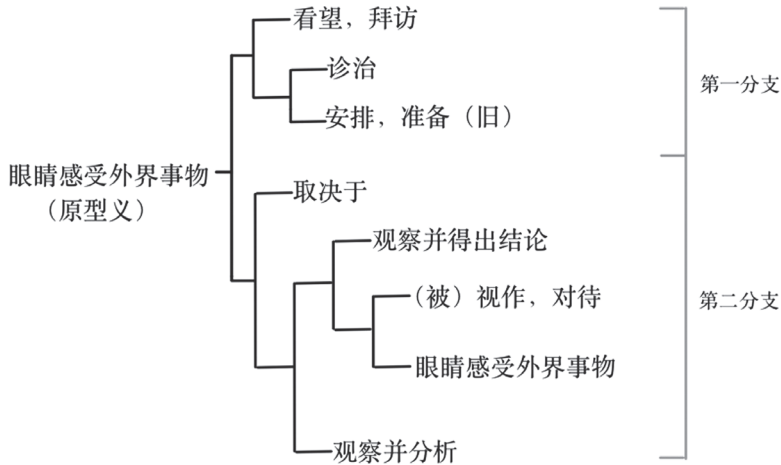 看望，拜访
诊治
第一分支
安排，准备（旧）
眼睛感受外界事物
（原型义）
取决于
观察并得出结论
（被）视作，对待
第二分支
眼睛感受外界事物
观察并分析